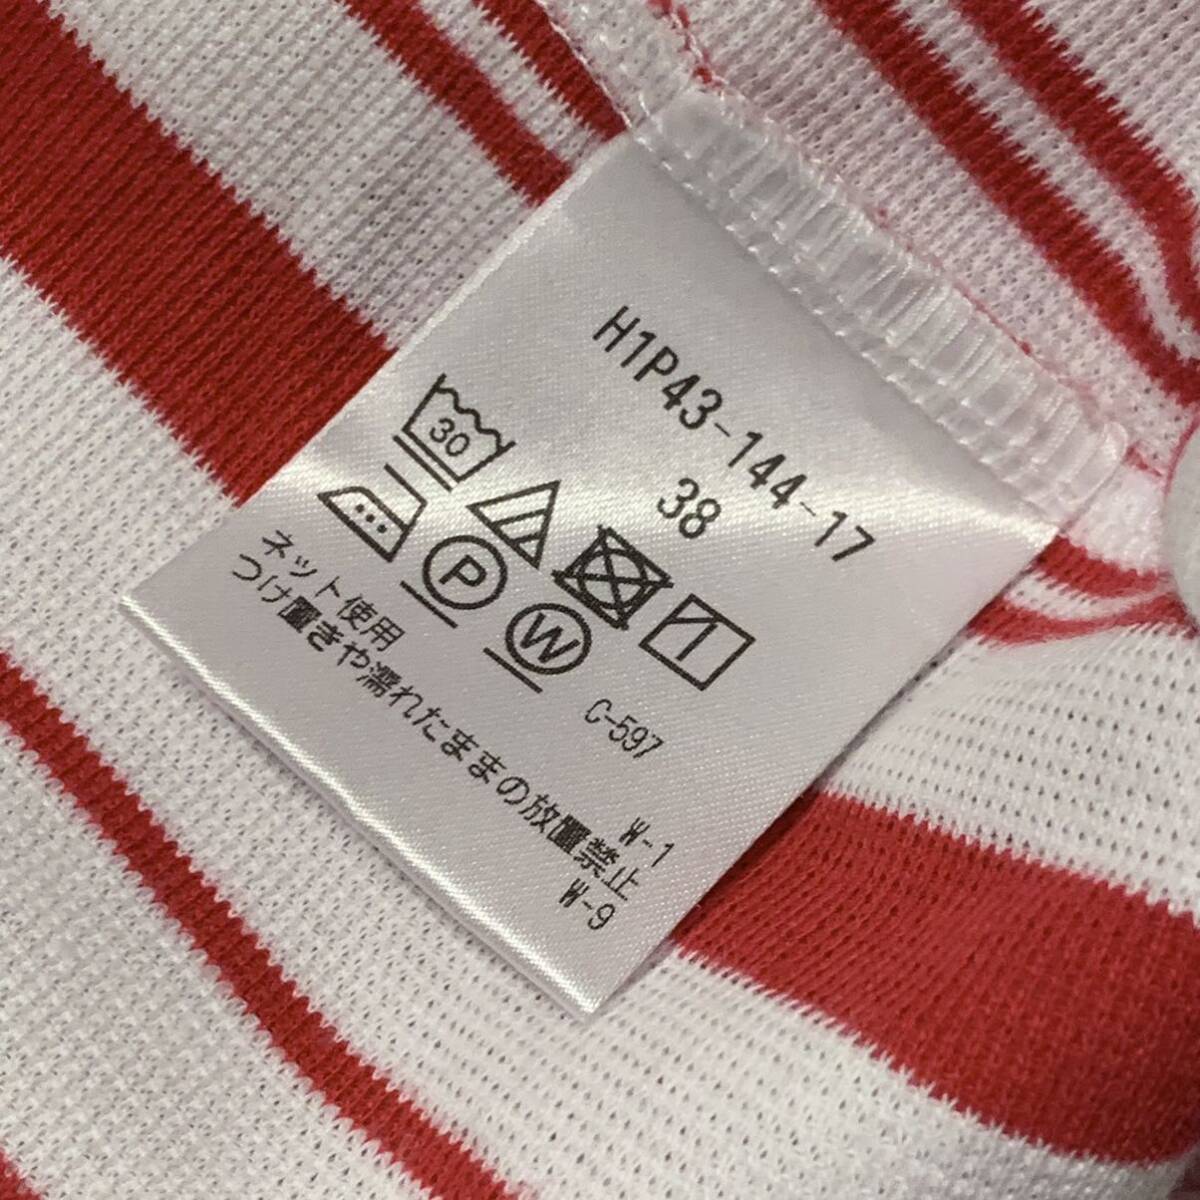 H1P43-144-17
38
30
P W
C-597
ネット使用 W-1
つけ置きや濡れたままの放置禁止 W-9